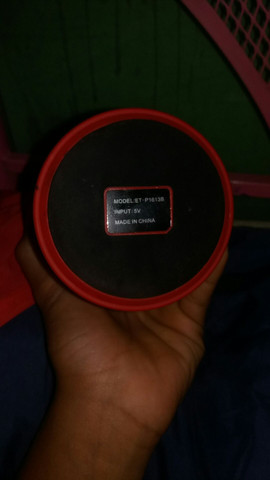 MODEL:ST-P1613B
INPUT:5V
MADE IN CHINA